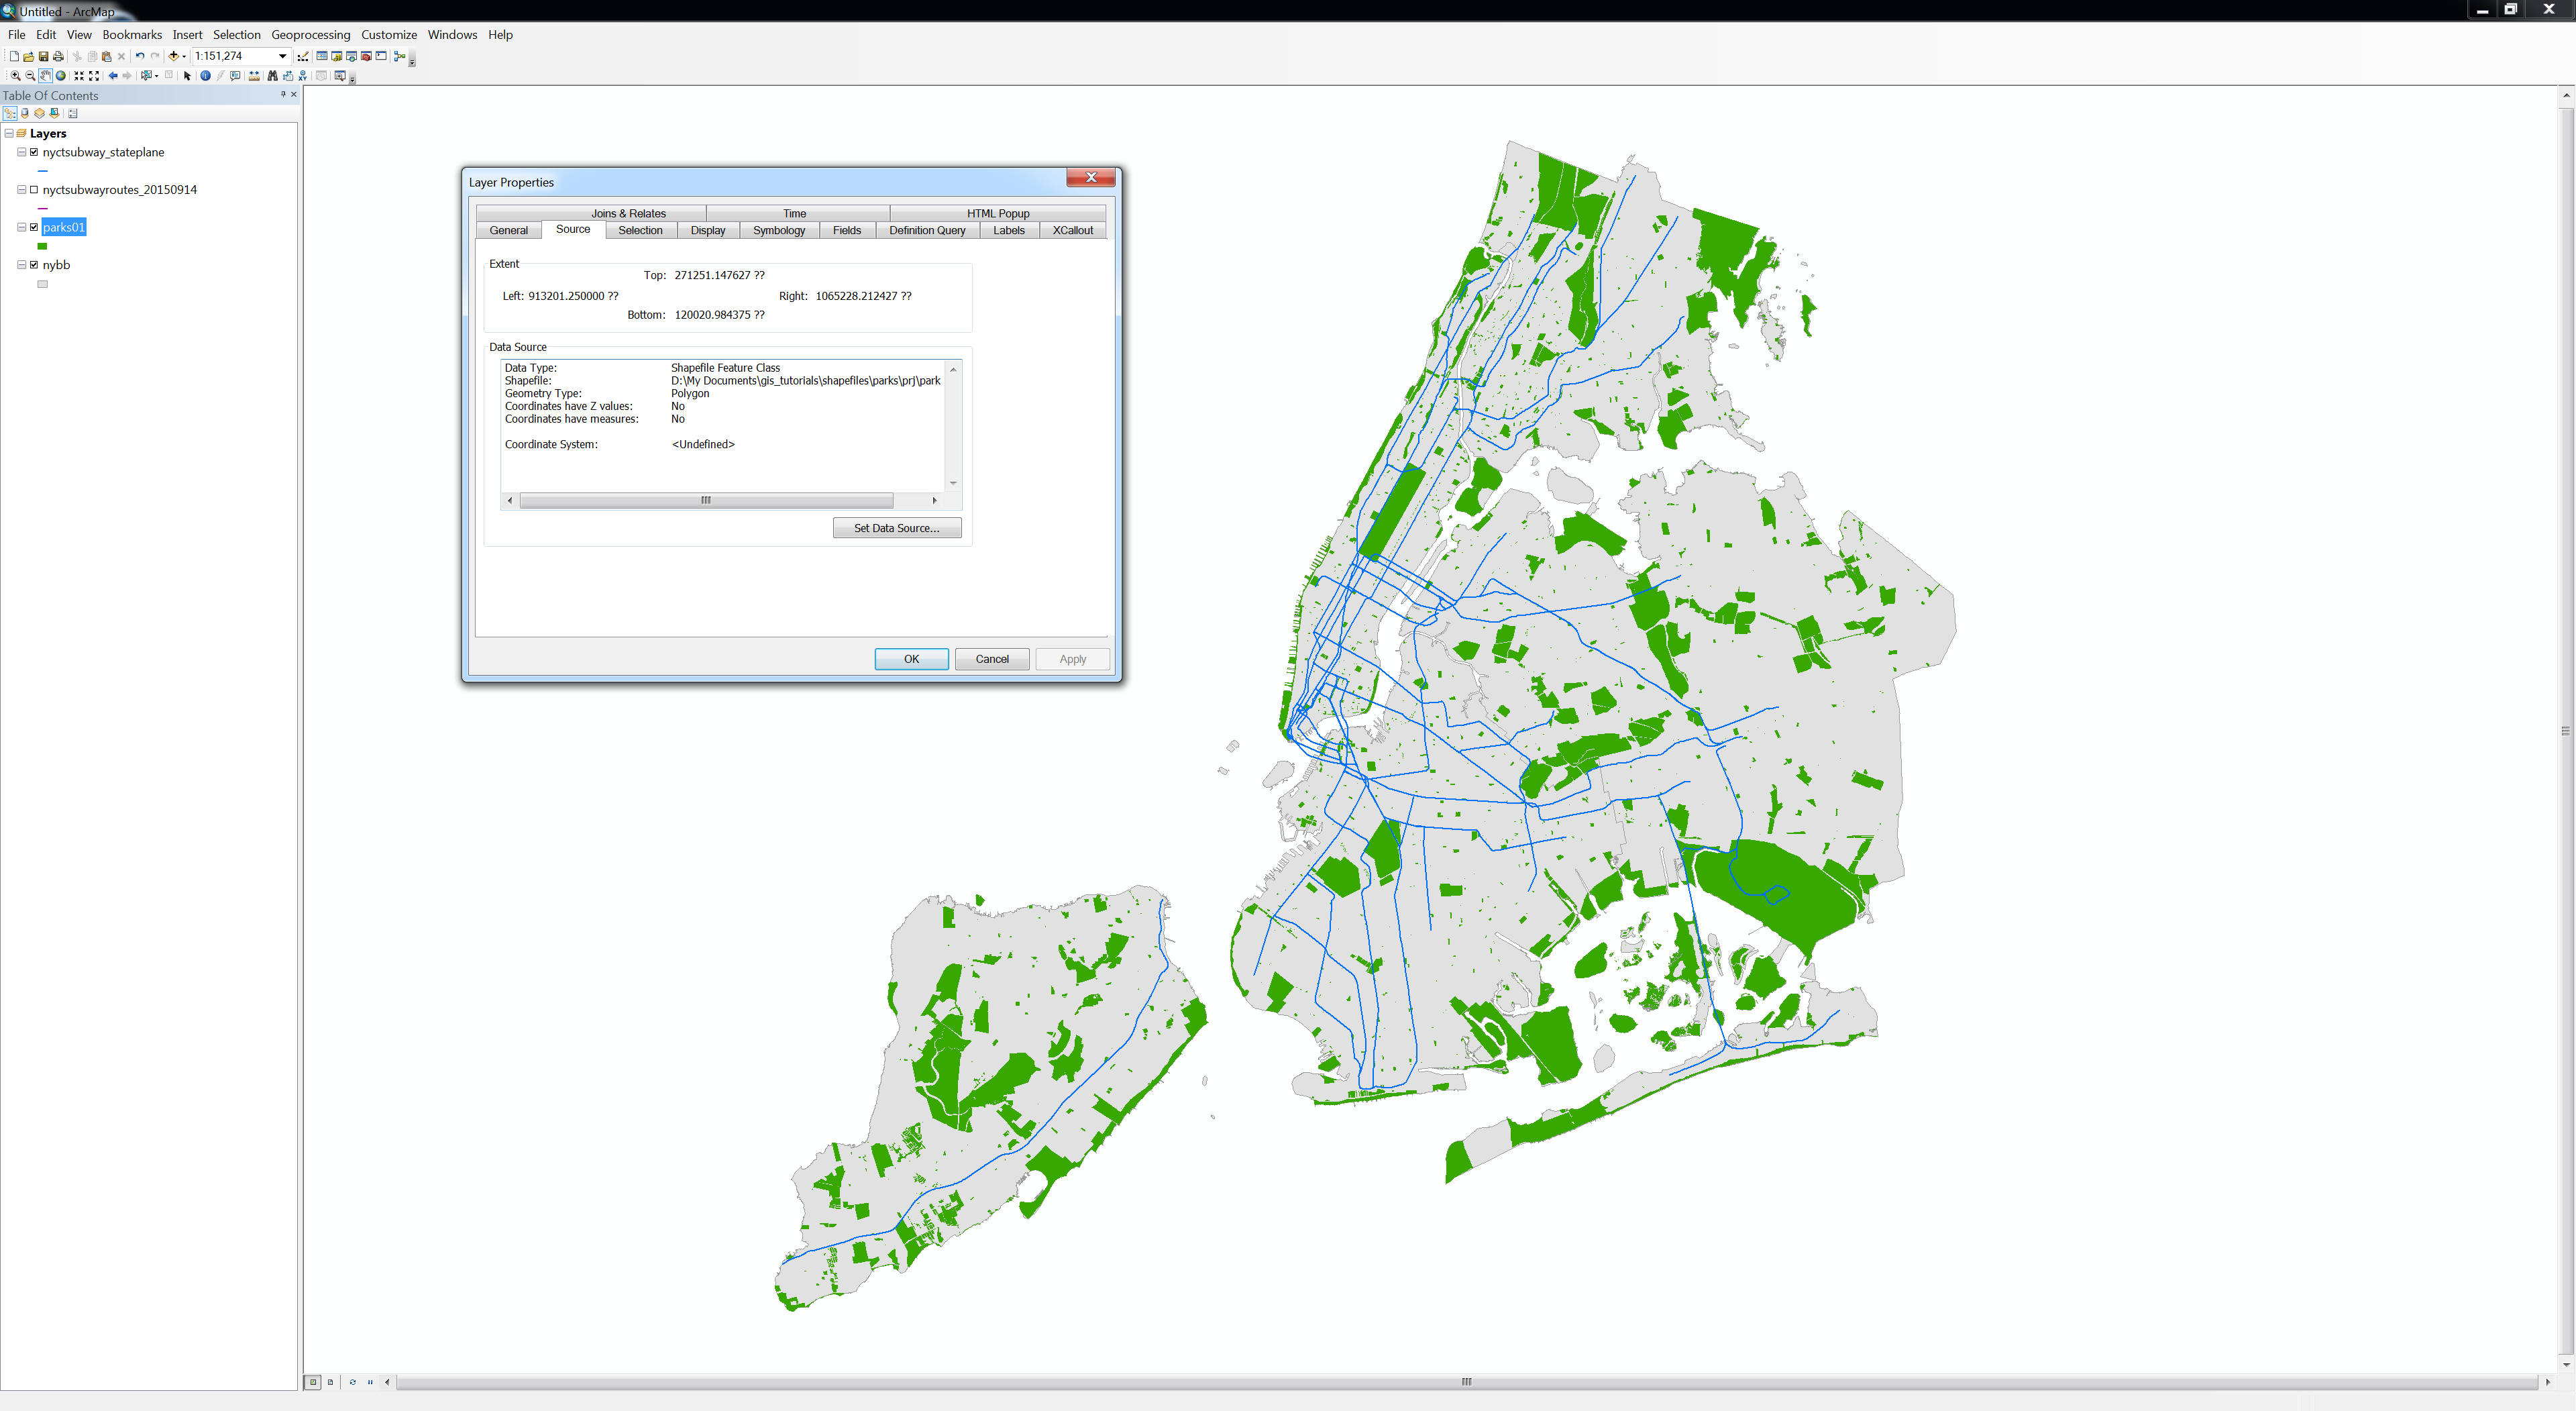 Untitled - ArcMap
File Edit View Bookmarks Insert Selection Geoprocessing Customize Windows Help
1:151,274
Table Of Contents
Layers
nyctsubway_stateplane
nyctsubwayroutes_20150914
parks01
nybb
Layer Properties
Joins & Relates Time HTML Popup
General Source Selection Display Symbology Fields Definition Query Labels XCallout
Extent
Top: 271251.147627 ??
Left: 913201.250000 ?? Right: 1065228.212427 ??
Bottom: 120020.984375 ??
Data Source
Data Type: Shapefile Feature Class
Shapefile: D:\My Documents\gis_tutorials\shapefiles\parks\prj\park
Geometry Type: Polygon
Coordinates have Z values: No
Coordinates have measures: No
Coordinate System: <Undefined>
Set Data Source...
OK Cancel Apply